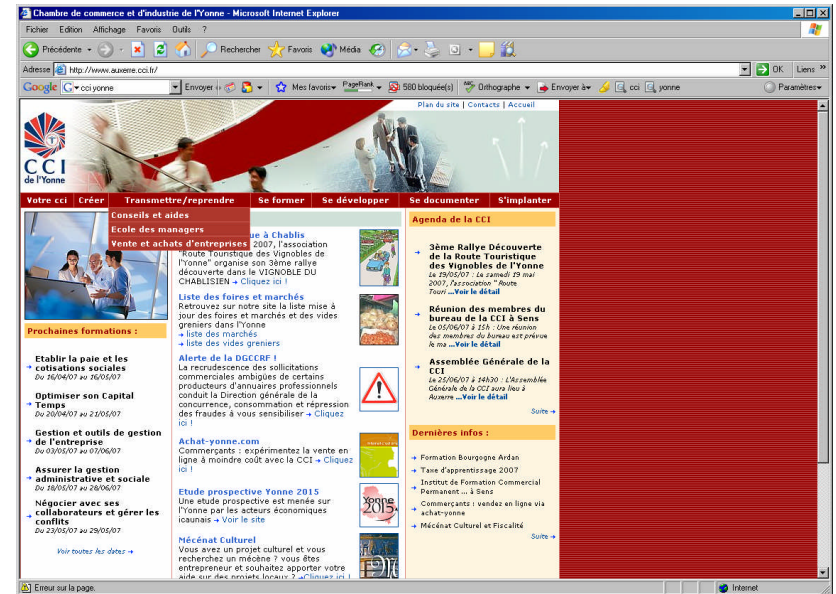 Chambre de commerce et d'industrie de l'Yonne - Microsoft Internet Explorer
Fichier Edition Affichage Favoris Outils ?
Précédente Rechercher Favoris Média
Adresse http://www.auxerre.cci.fr/ OK Liens »
Google G cci yonne Envoyer Mes favoris PageRank 580 bloquée(s) Orthographe Envoyer à cci yonne Paramètres
Plan du site | Contacts | Accueil
CCI
de l'Yonne
Votre cci Créer Transmettre/reprendre Se former Se développer Se documenter S'implanter
Conseils et aides
Ecole des managers
Vente et achats d'entreprises
Prochaines formations :
Etablir la paie et les
cotisations sociales
Du 16/04/07 au 16/05/07
Optimiser son Capital
Temps
Du 20/04/07 au 21/05/07
Gestion et outils de gestion
de l'entreprise
Du 03/05/07 au 07/06/07
Assurer la gestion
administrative et sociale
Du 18/05/07 au 28/06/07
Négocier avec ses
collaborateurs et gérer les
conflits
Du 23/05/07 au 29/05/07
Voir toutes les dates
ue à Chablis
2007, l'association
"Route Touristique des Vignobles de
l'Yonne" organise son 3ème rallye
découverte dans le VIGNOBLE DU
CHABLISIEN Cliquez ici !
Liste des foires et marchés
Retrouvez sur notre site la liste mise à
jour des foires et marchés et des vides
greniers dans l'Yonne
liste des marchés
liste des vides greniers
Alerte de la DGCCRF !
La recrudescence des sollicitations
commerciales ambigües de certains
producteurs d'annuaires professionnels
conduit la Direction générale de la
concurrence, consommation et répression
des fraudes à vous sensibiliser Cliquez
ici !
Achat-yonne.com
Commerçants : expérimentez la vente en
ligne à moindre coût avec la CCI Cliquez
ici !
Etude prospective Yonne 2015
Une etude prospective est menée sur
l'Yonne par les acteurs économiques
icaunais Voir le site
Yonne
2015
Mécénat Culturel
Vous avez un projet culturel et vous
recherchez un mécène ? vous êtes
entrepreneur et souhaitez apporter votre
aide sur des projets locaux ? Cliquez ici !
Agenda de la CCI
3ème Rallye Découverte
de la Route Touristique
des Vignobles de l'Yonne
Le 19/05/07 : Le samedi 19 mai
2007, l'association " Route
Touri ...Voir le détail
Réunion des membres du
bureau de la CCI à Sens
Le 05/06/07 à 15h : Une réunion
des membres du bureau est prévue
le ma ...Voir le détail
Assemblée Générale de la
CCI
Le 25/06/07 à 14h30 : L'Assemblée
Générale de la CCI aura lieu à
Auxerre ...Voir le détail
Suite
Dernières infos :
Formation Bourgogne Ardan
Taxe d'apprentissage 2007
Institut de Formation Commercial
Permanent ... à Sens
Commerçants : vendez en ligne via
achat-yonne
Mécénat Culturel et Fiscalité
Suite
Erreur sur la page. Internet